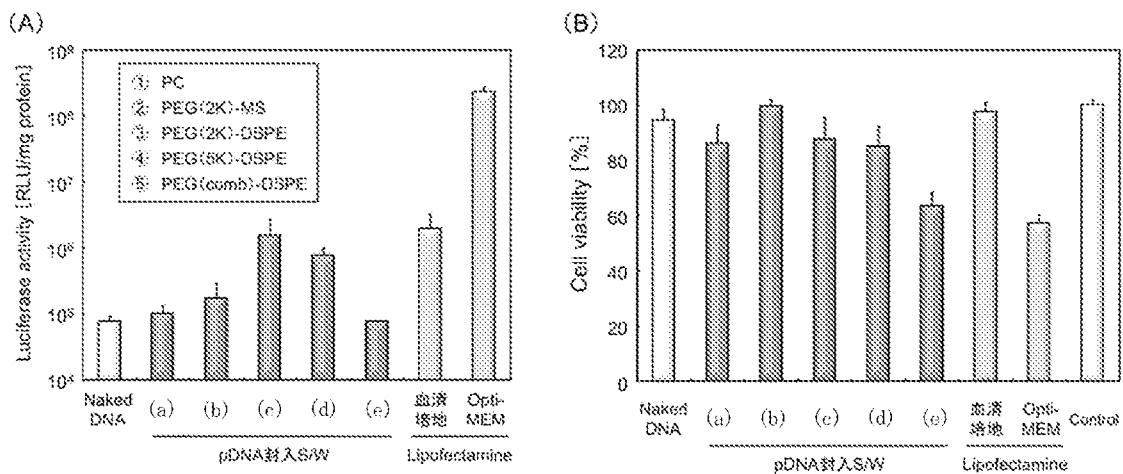 (A)
Luciferase activity [RLU/mg protein]
10⁸
10⁸
10⁷
10⁶
10⁵
10⁴
① PC
② PEG(2K)-MS
③ PEG(2K)-DSPE
④ PEG(5K)-DSPE
⑤ PEG(comb)-DSPE
Naked DNA
(a)
(b)
(c)
(d)
(e)
血清
培地
Opti-
MEM
pDNA封入S/W
Lipofectamine
(B)
Cell viability [%]
120
100
80
60
40
20
0
Naked
DNA
(a)
(b)
(c)
(d)
(e)
血清
培地
Opti-
MEM
Control
pDNA封入S/W
Lipofectamine